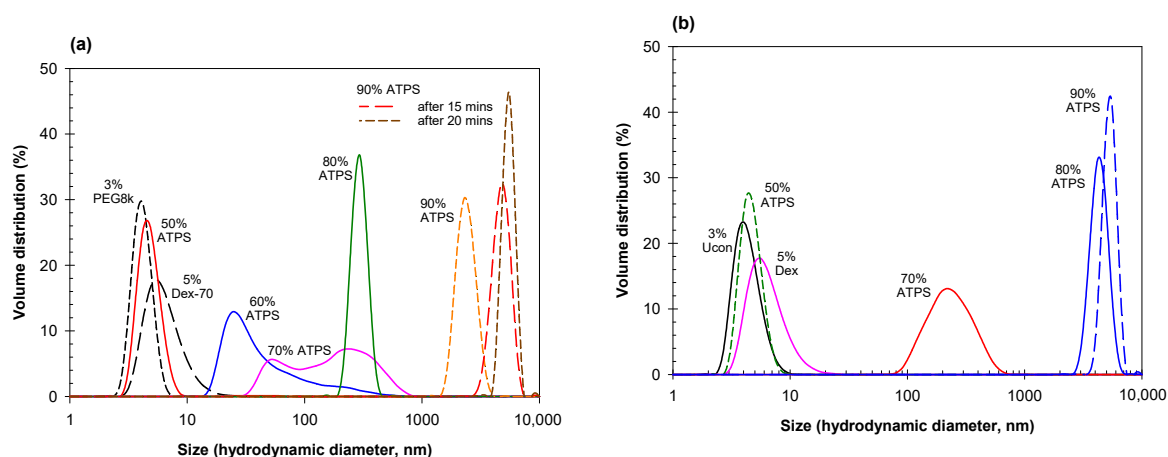 (a)
50
40
30
20
10
0
Volume distribution (%)
90% ATPS
after 15 mins
after 20 mins
3%
PEG8k
50%
ATPS
5%
Dex-70
60%
ATPS
70% ATPS
80%
ATPS
90%
ATPS
1
10
100
1000
10,000
Size (hydrodynamic diameter, nm)
(b)
50
40
30
20
10
0
Volume distribution (%)
3%
Ucon
50%
ATPS
5%
Dex
70%
ATPS
80%
ATPS
90%
ATPS
1
10
100
1000
10,000
Size (hydrodynamic diameter, nm)